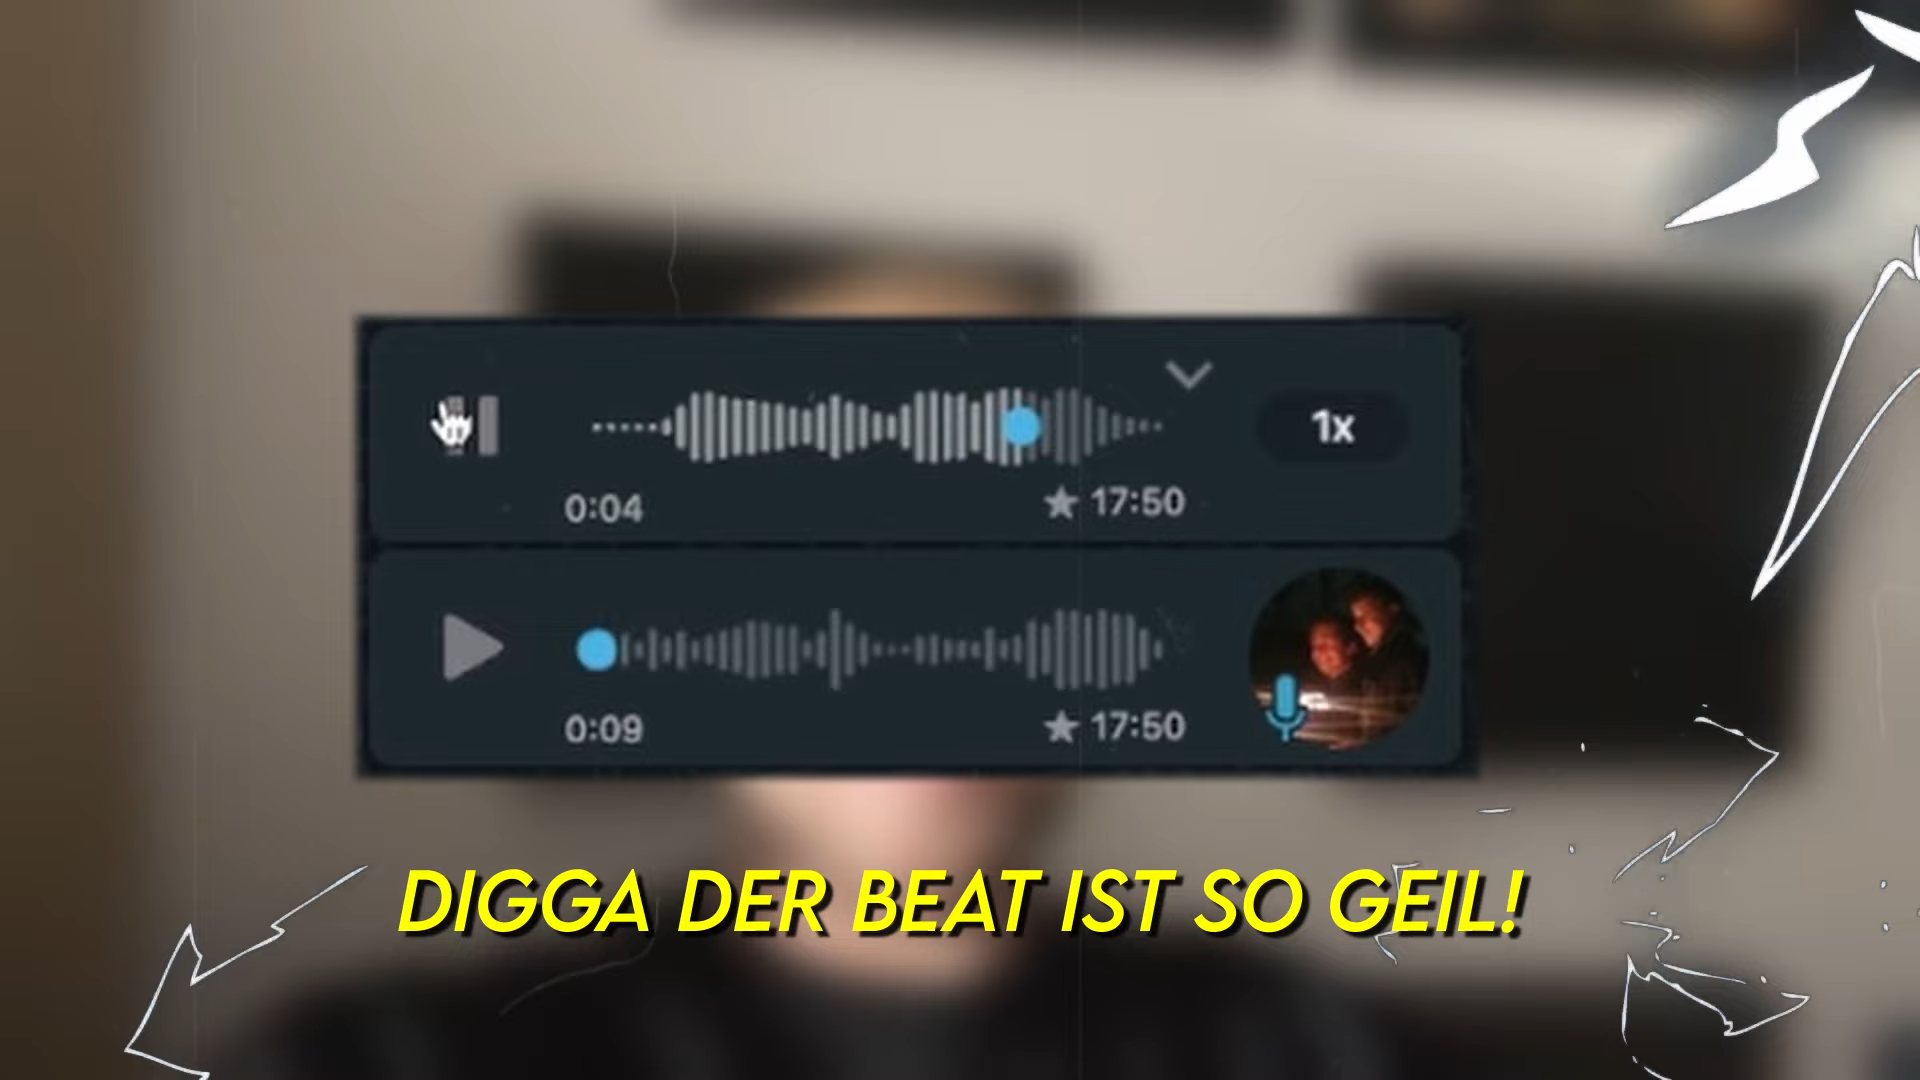 1x
0:04 ★ 17:50
0:09 ★ 17:50
DIGGA DER BEAT IST SO GEIL!